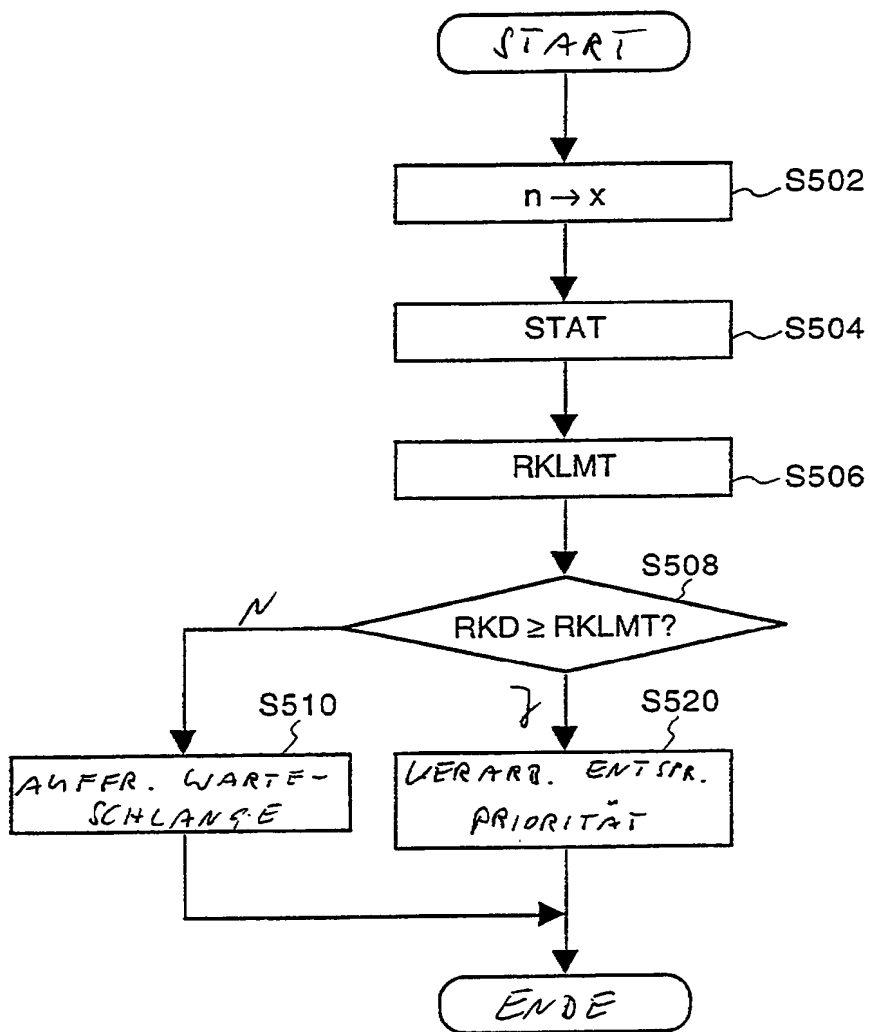 START
n → x
S502
STAT
S504
RKLMT
S506
S508
RKD ≥ RKLMT?
N
J
S510
AUFFR. WARTE-
SCHLANGE
S520
VERARB. ENTSPR.
PRIORITÄT
ENDE